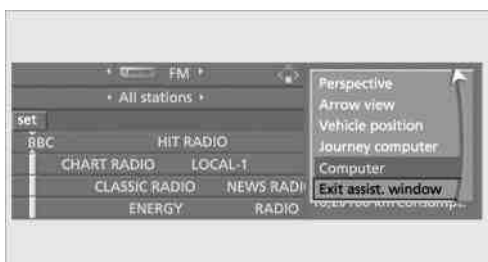 FM
All stations
set
BBC HIT RADIO
CHART RADIO LOCAL-1
CLASSIC RADIO NEWS RADI
ENERGY RADIO
Perspective
Arrow view
Vehicle position
Journey computer
Computer
Exit assist. window